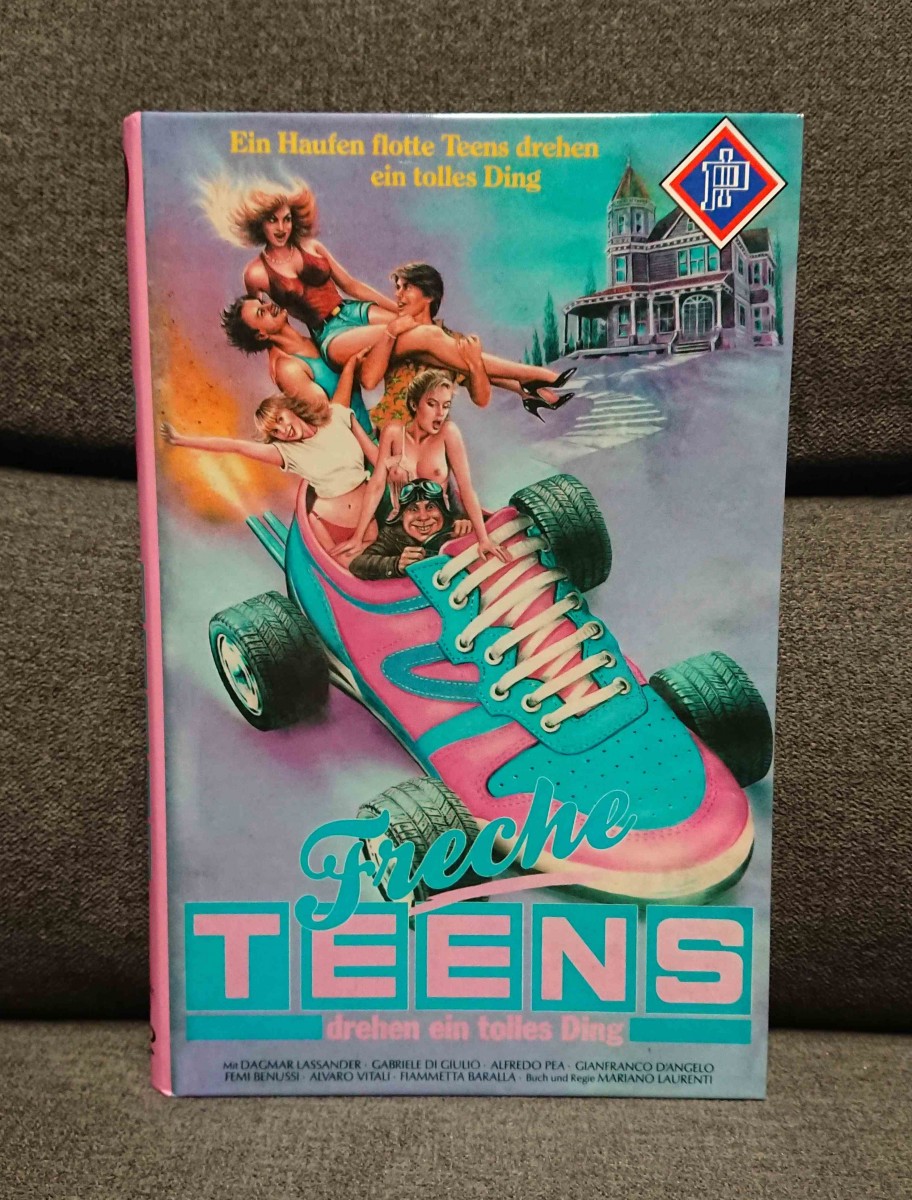 Ein Haufen flotte Teens drehen
ein tolles Ding
Freche
TEENS
drehen ein tolles Ding
Mit DAGMAR LASSANDER · GABRIELE DI GIULIO · ALFREDO PEA · GIANFRANCO D'ANGELO
FEMI BENUSSI · ALVARO VITALI · FIAMMETTA BARALLA · Buch und Regie MARIANO LAURENTI